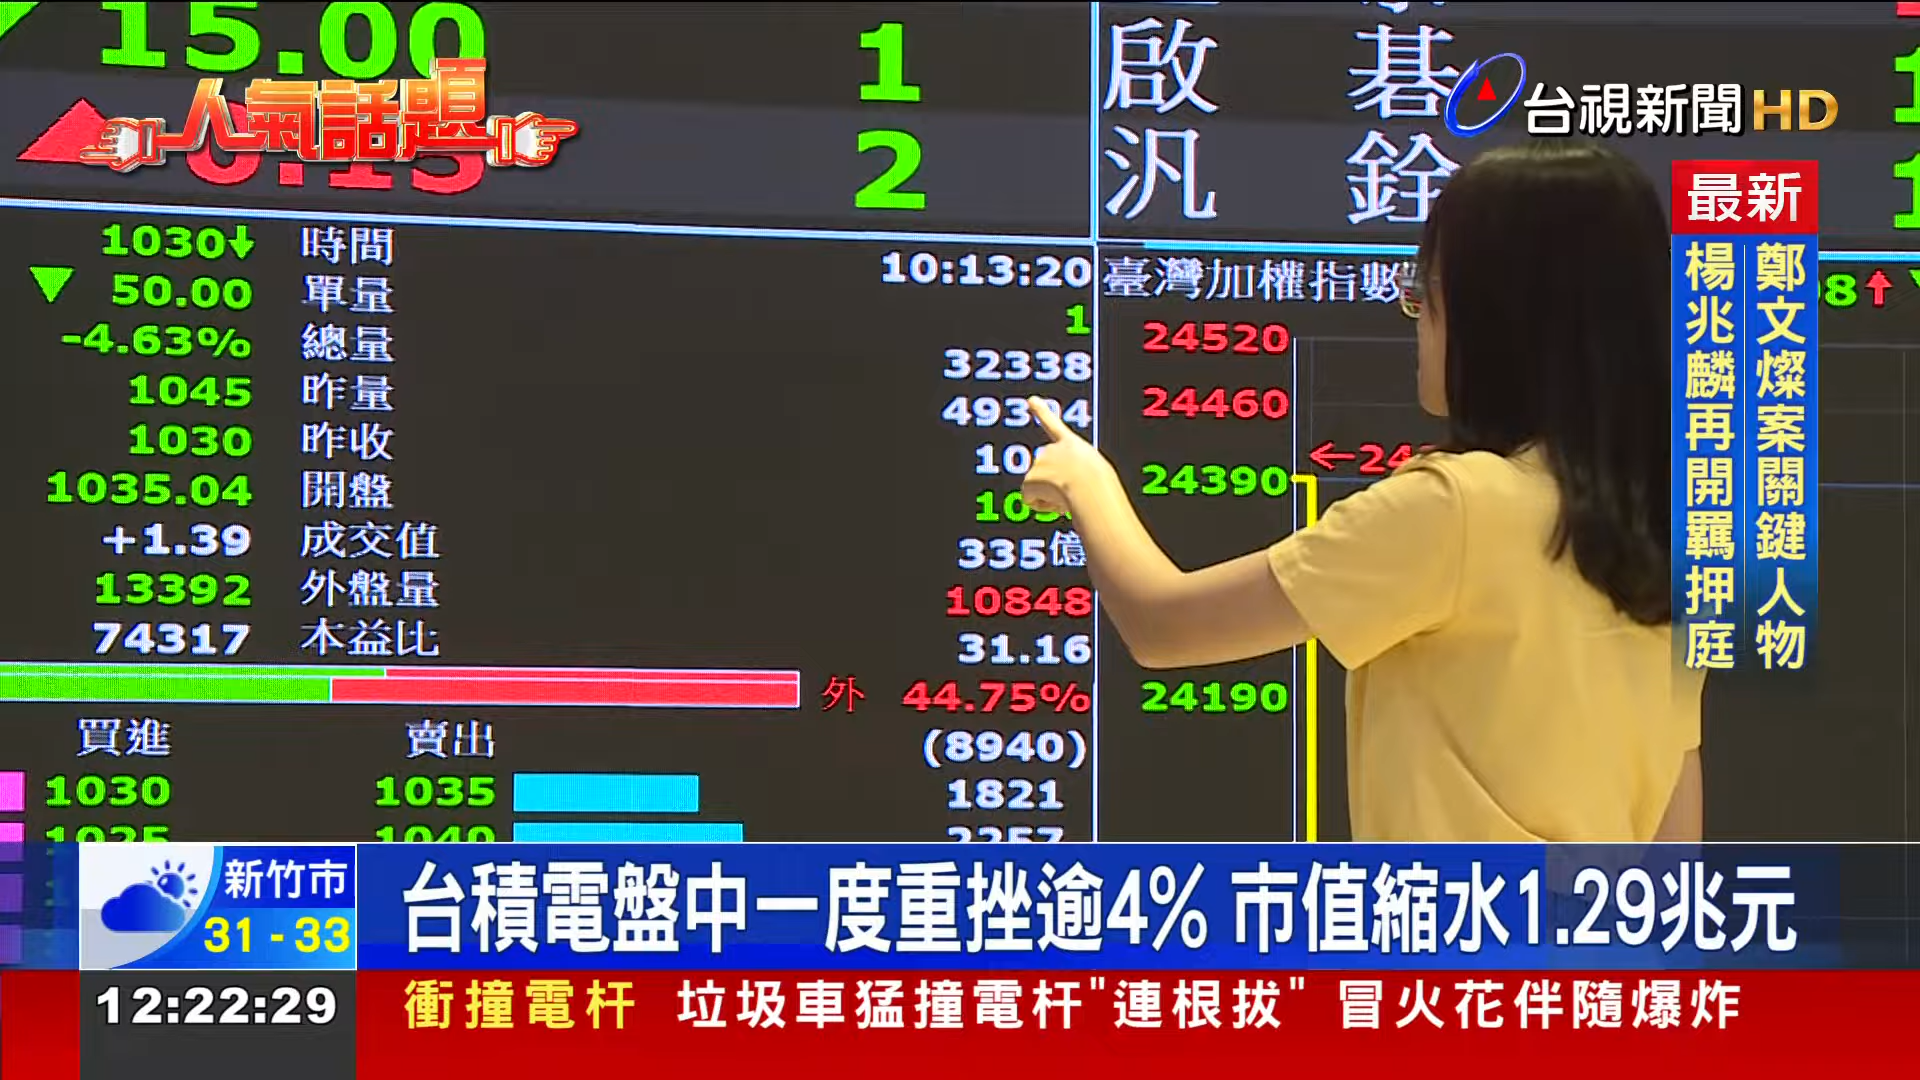 15.00
1
2
啟 碁
汎 銓
人氣話題
台視新聞HD
最新
鄭文燦案關鍵人物
楊兆麟再開羈押庭
1030↓ 時間 10:13:20
▼ 50.00 單量 1
-4.63% 總量 32338
1045 昨量
1030 昨收
1035.04 開盤
+1.39 成交值 335億
13392 外盤量 10848
74317 本益比 31.16
外 44.75%
買進 賣出 (8940)
1030 1035 1821
1025 1040 2257
臺灣加權指數
24520
24460
24390
24190
新竹市
31 - 33
台積電盤中一度重挫逾4% 市值縮水1.29兆元
12:22:29
衝撞電杆 垃圾車猛撞電杆"連根拔" 冒火花伴隨爆炸